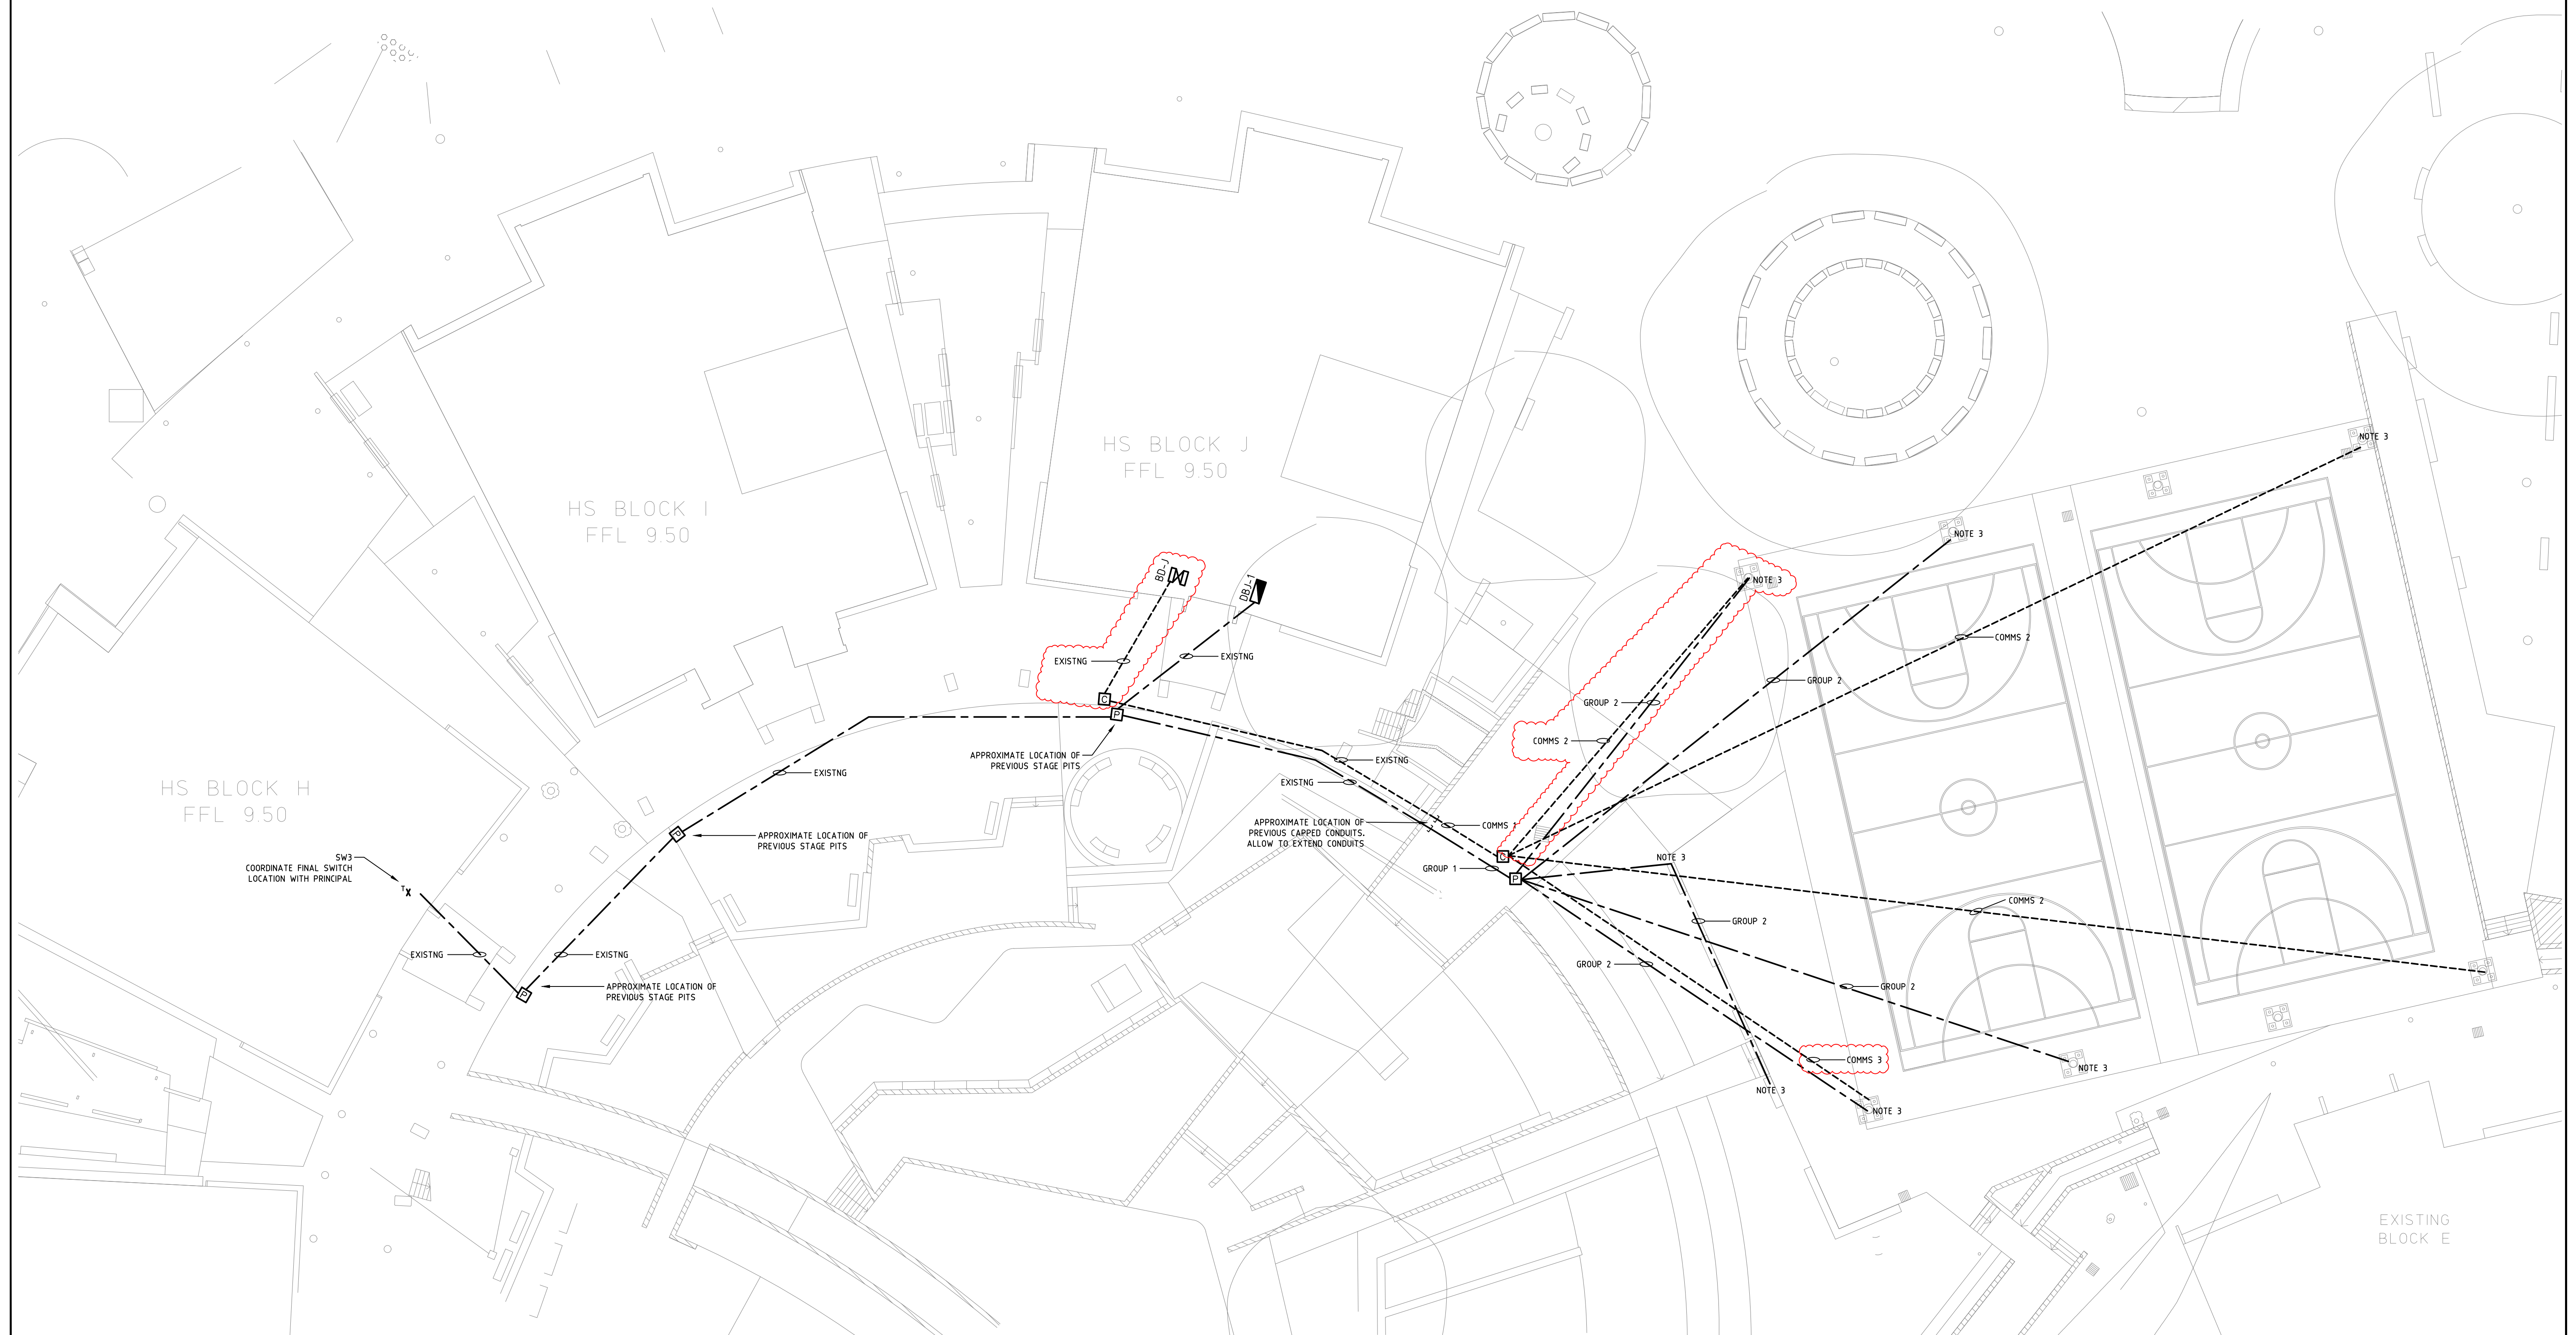 NOTE 3
HS BLOCK J
FFL 9.50
HS BLOCK I
FFL 9.50
NOTE 3
BD-J
DBJ-1
NOTE 3
COMMS 2
EXISTNG
EXISTNG
GROUP 2
GROUP 2
C
P
COMMS 2
APPROXIMATE LOCATION OF
PREVIOUS STAGE PITS
EXISTNG
EXISTNG
EXISTNG
HS BLOCK H
FFL 9.50
P
APPROXIMATE LOCATION OF
PREVIOUS STAGE PITS
APPROXIMATE LOCATION OF
PREVIOUS CAPPED CONDUITS.
ALLOW TO EXTEND CONDUITS
COMMS 1
SW3
COORDINATE FINAL SWITCH
LOCATION WITH PRINCIPAL
T
C
NOTE 3
GROUP 1
P
COMMS 2
GROUP 2
EXISTNG
EXISTNG
GROUP 2
P
APPROXIMATE LOCATION OF
PREVIOUS STAGE PITS
GROUP 2
COMMS 3
NOTE 3
NOTE 3
NOTE 3
EXISTING
BLOCK E